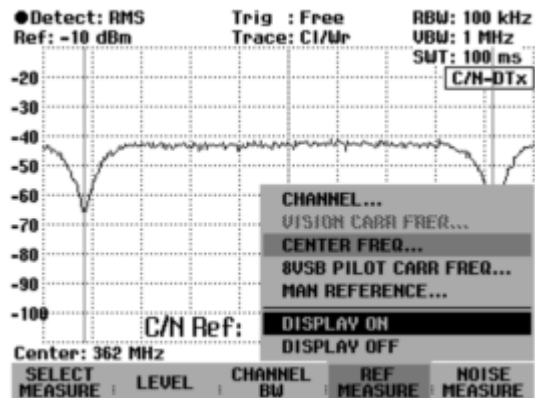 ●Detect: RMS Trig : Free RBW: 100 kHz
Ref: -10 dBm Trace: Cl/Wr VBW: 1 MHz
SWT: 100 ms
C/N-DTx
-20
-30
-40
-50
-60
-70
-80
-90
-100
CHANNEL...
VISION CARR FREQ...
CENTER FREQ...
8VSB PILOT CARR FREQ...
MAN REFERENCE...
DISPLAY ON
DISPLAY OFF
C/N Ref:
Center: 362 MHz
SELECT MEASURE
LEVEL
CHANNEL BW
REF MEASURE
NOISE MEASURE